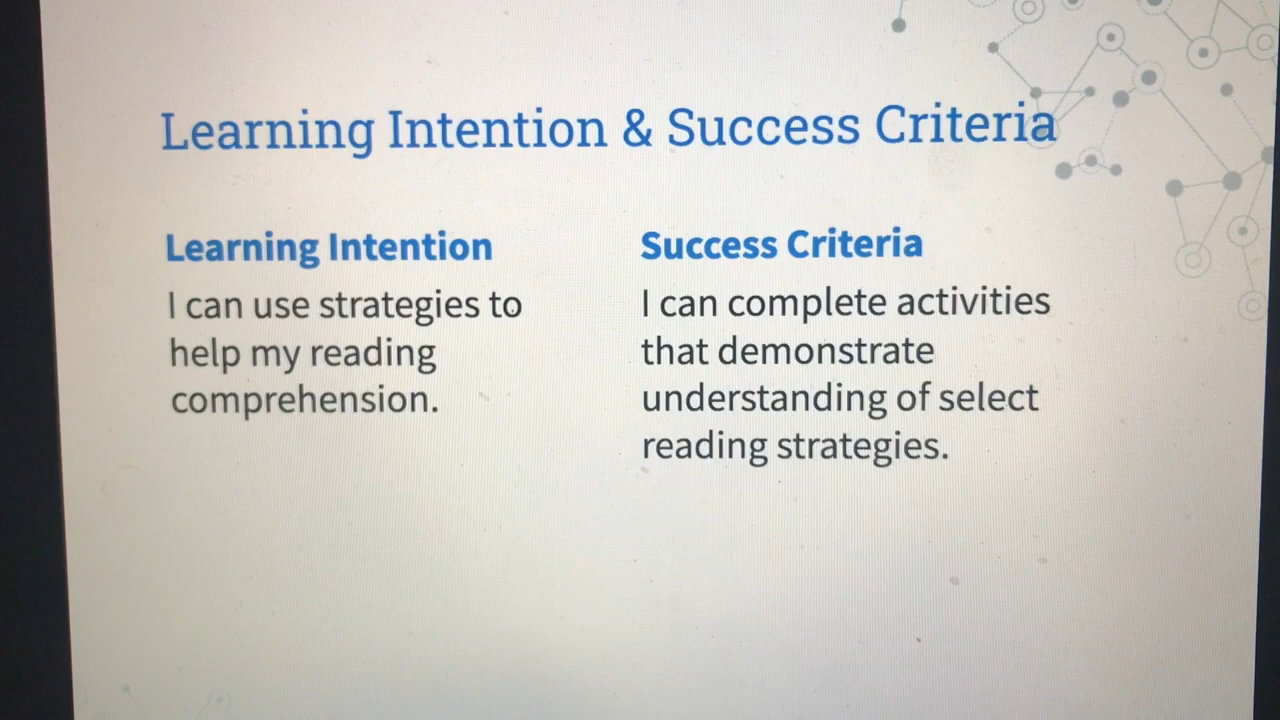 Learning Intention & Success Criteria
Learning Intention
I can use strategies to
help my reading
comprehension.
Success Criteria
I can complete activities
that demonstrate
understanding of select
reading strategies.